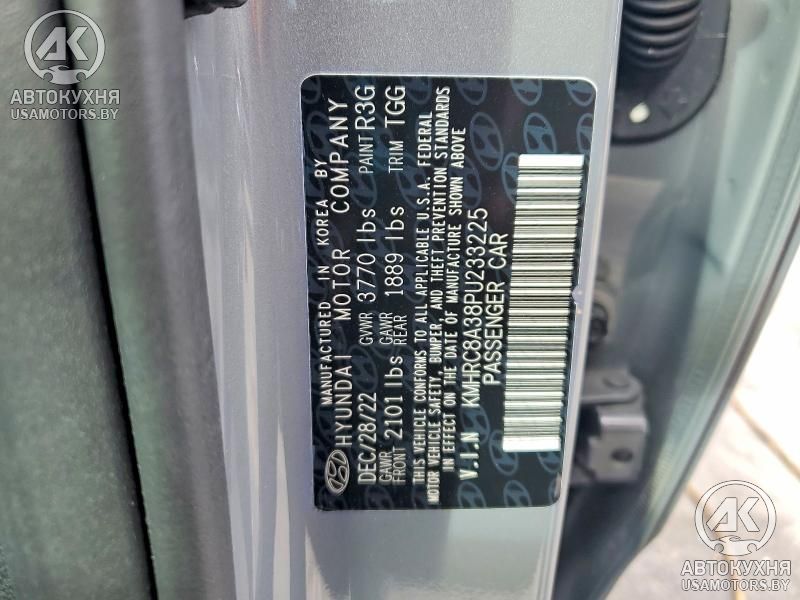 MANUFACTURED IN KOREA BY
HYUNDAI MOTOR COMPANY
DEC/28/22 GVWR 3770 lbs PAINT R3G
GAWR FRONT 2101 lbs GAWR REAR 1889 lbs TRIM TGG
THIS VEHICLE CONFORMS TO ALL APPLICABLE U.S.A. FEDERAL
MOTOR VEHICLE SAFETY, BUMPER, AND THEFT PREVENTION STANDARDS
IN EFFECT ON THE DATE OF MANUFACTURE SHOWN ABOVE
V.I.N KMHRC8A38PU233225
PASSENGER CAR
АК
АВТОКУХНЯ
USAMOTORS.BY
АК
АВТОКУХНЯ
USAMOTORS.BY